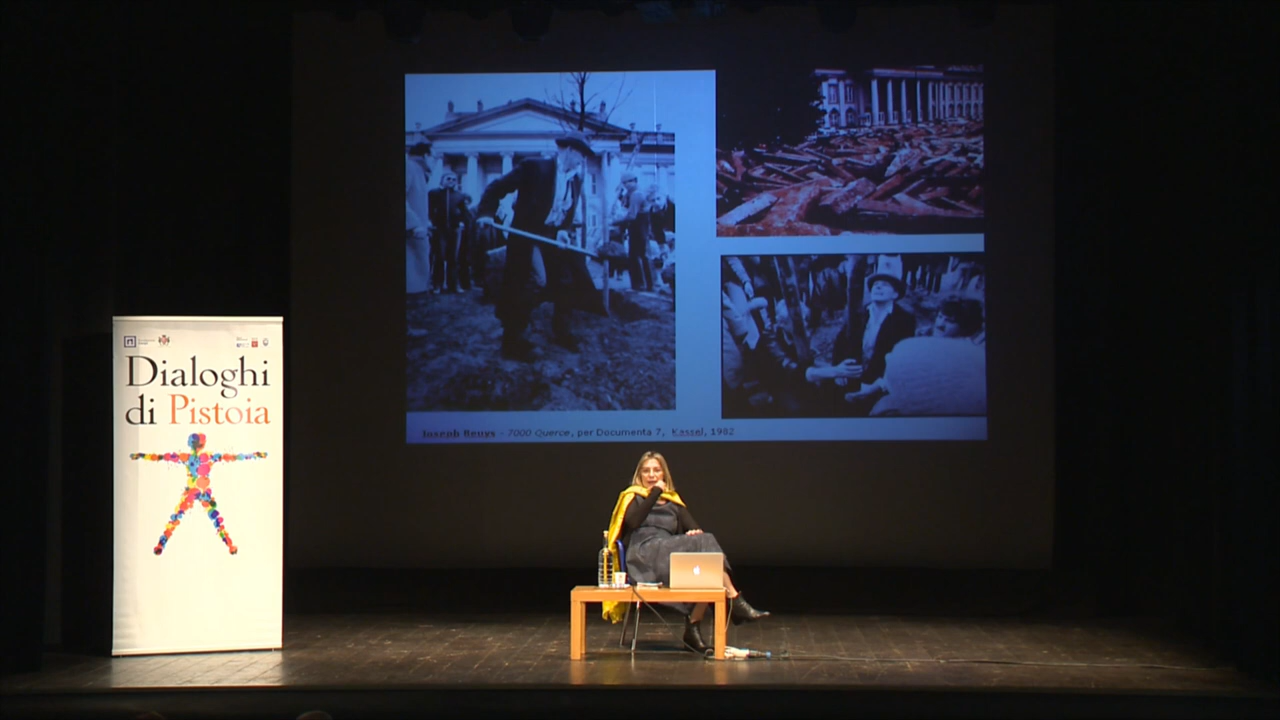 Dialoghi
di Pistoia
Joseph Beuys - 7000 Querce, per Documenta 7, Kassel, 1982